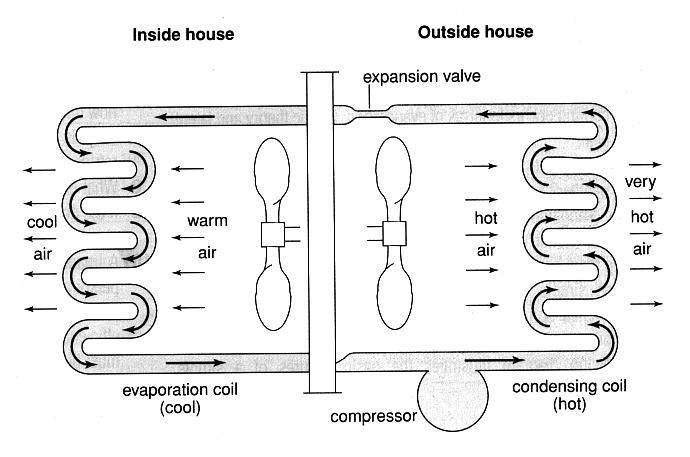 Inside house
Outside house
expansion valve
cool
air
warm
air
hot
air
very
hot
air
evaporation coil
(cool)
compressor
condensing coil
(hot)